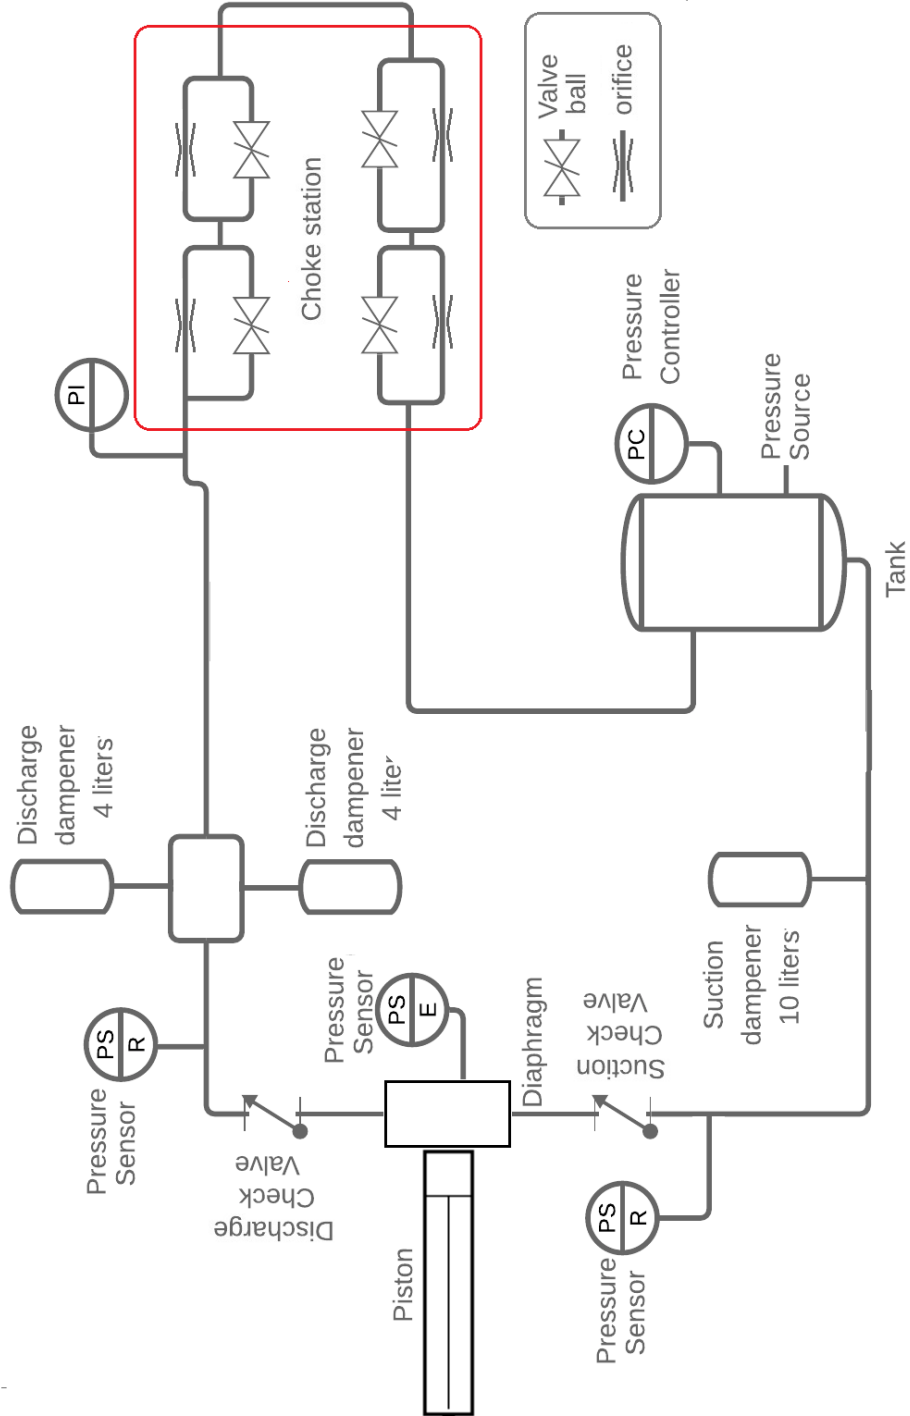 Valve
ball
orifice
Choke station
PI
Pressure
Controller
PC
Pressure
Source
Tank
Discharge
dampener
4 liters
Discharge
dampener
4 liter
Suction
dampener
10 liters
PS
R
Pressure
Sensor
Pressure
Sensor
PS
E
Diaphragm
Suction
Check
Valve
Discharge
Check
Valve
Piston
PS
R
Pressure
Sensor